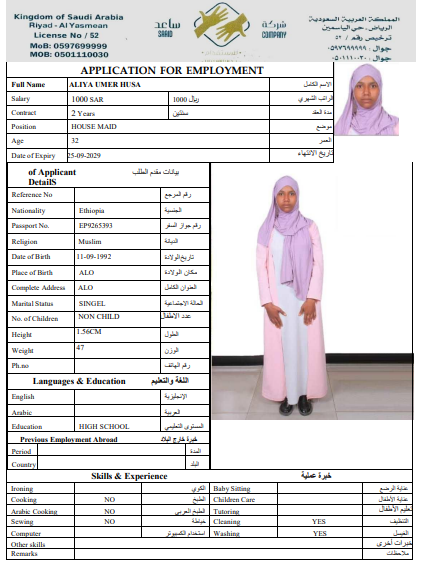 Kingdom of Saudi Arabia
Riyad - Al Yasmean
License No / 52
MoB: 0597699999
MOB: 0501110030
ساعد
SAAID
شركة
COMPANY
المملكة العربية السعودية
الرياض، حي الياسمين
ترخيص رقم / ٥٢
جوال : ٠٥٩٧٦٩٩٩٩٩
جوال : ٠٥٠١١١٠٠٣٠
APPLICATION FOR EMPLOYMENT
Full Name ALIYA UMER HUSA الاسم الكامل
Salary 1000 SAR 1000 ريال الراتب الشهري
Contract 2 Years سنتين مدة العقد
Position HOUSE MAID موضع
Age 32 العمر
Date of Expiry 25-09-2029 تاريخ الانتهاء
of Applicant بيانات مقدم الطلب
DetailS
Reference No رقم المرجع
Nationality Ethiopia الجنسية
Passport No. EP9265393 رقم جواز السفر
Religion Muslim الديانة
Date of Birth 11-09-1992 تاريخ الولادة
Place of Birth ALO مكان الولادة
Complete Address ALO العنوان الكامل
Marital Status SINGEL الحالة الاجتماعية
No. of Children NON CHILD عدد الاطفال
Height 1.56CM الطول
Weight 47 الوزن
Ph.no رقم الهاتف
Languages & Education اللغة والتعليم
English الإنجليزية
Arabic العربية
Education HIGH SCHOOL المستوى التعليمي
Previous Employment Abroad خبرة خارج البلاد
Period المدة
Country البلد
Skills & Experience خبرة عملية
Ironing الكوي Baby Sitting عناية الرضع
Cooking NO الطبخ Children Care عناية الأطفال
Arabic Cooking NO الطبخ العربي Tutoring تعليم الأطفال
Sewing NO خياطة Cleaning YES التنظيف
Computer استخدام الكمبيوتر Washing YES الغسيل
Other skills خبرات أخرى
Remarks ملاحظات